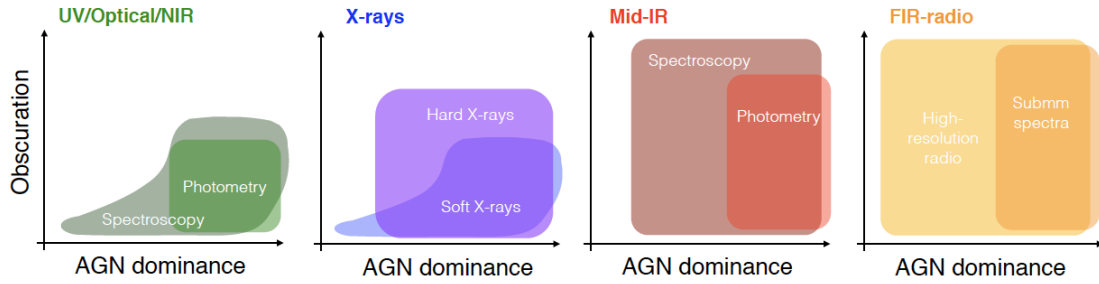 UV/Optical/NIR
X-rays
Mid-IR
FIR-radio
Obscuration
Spectroscopy
Photometry
AGN dominance
Hard X-rays
Soft X-rays
AGN dominance
Spectroscopy
Photometry
AGN dominance
High-
resolution
radio
Submm
spectra
AGN dominance